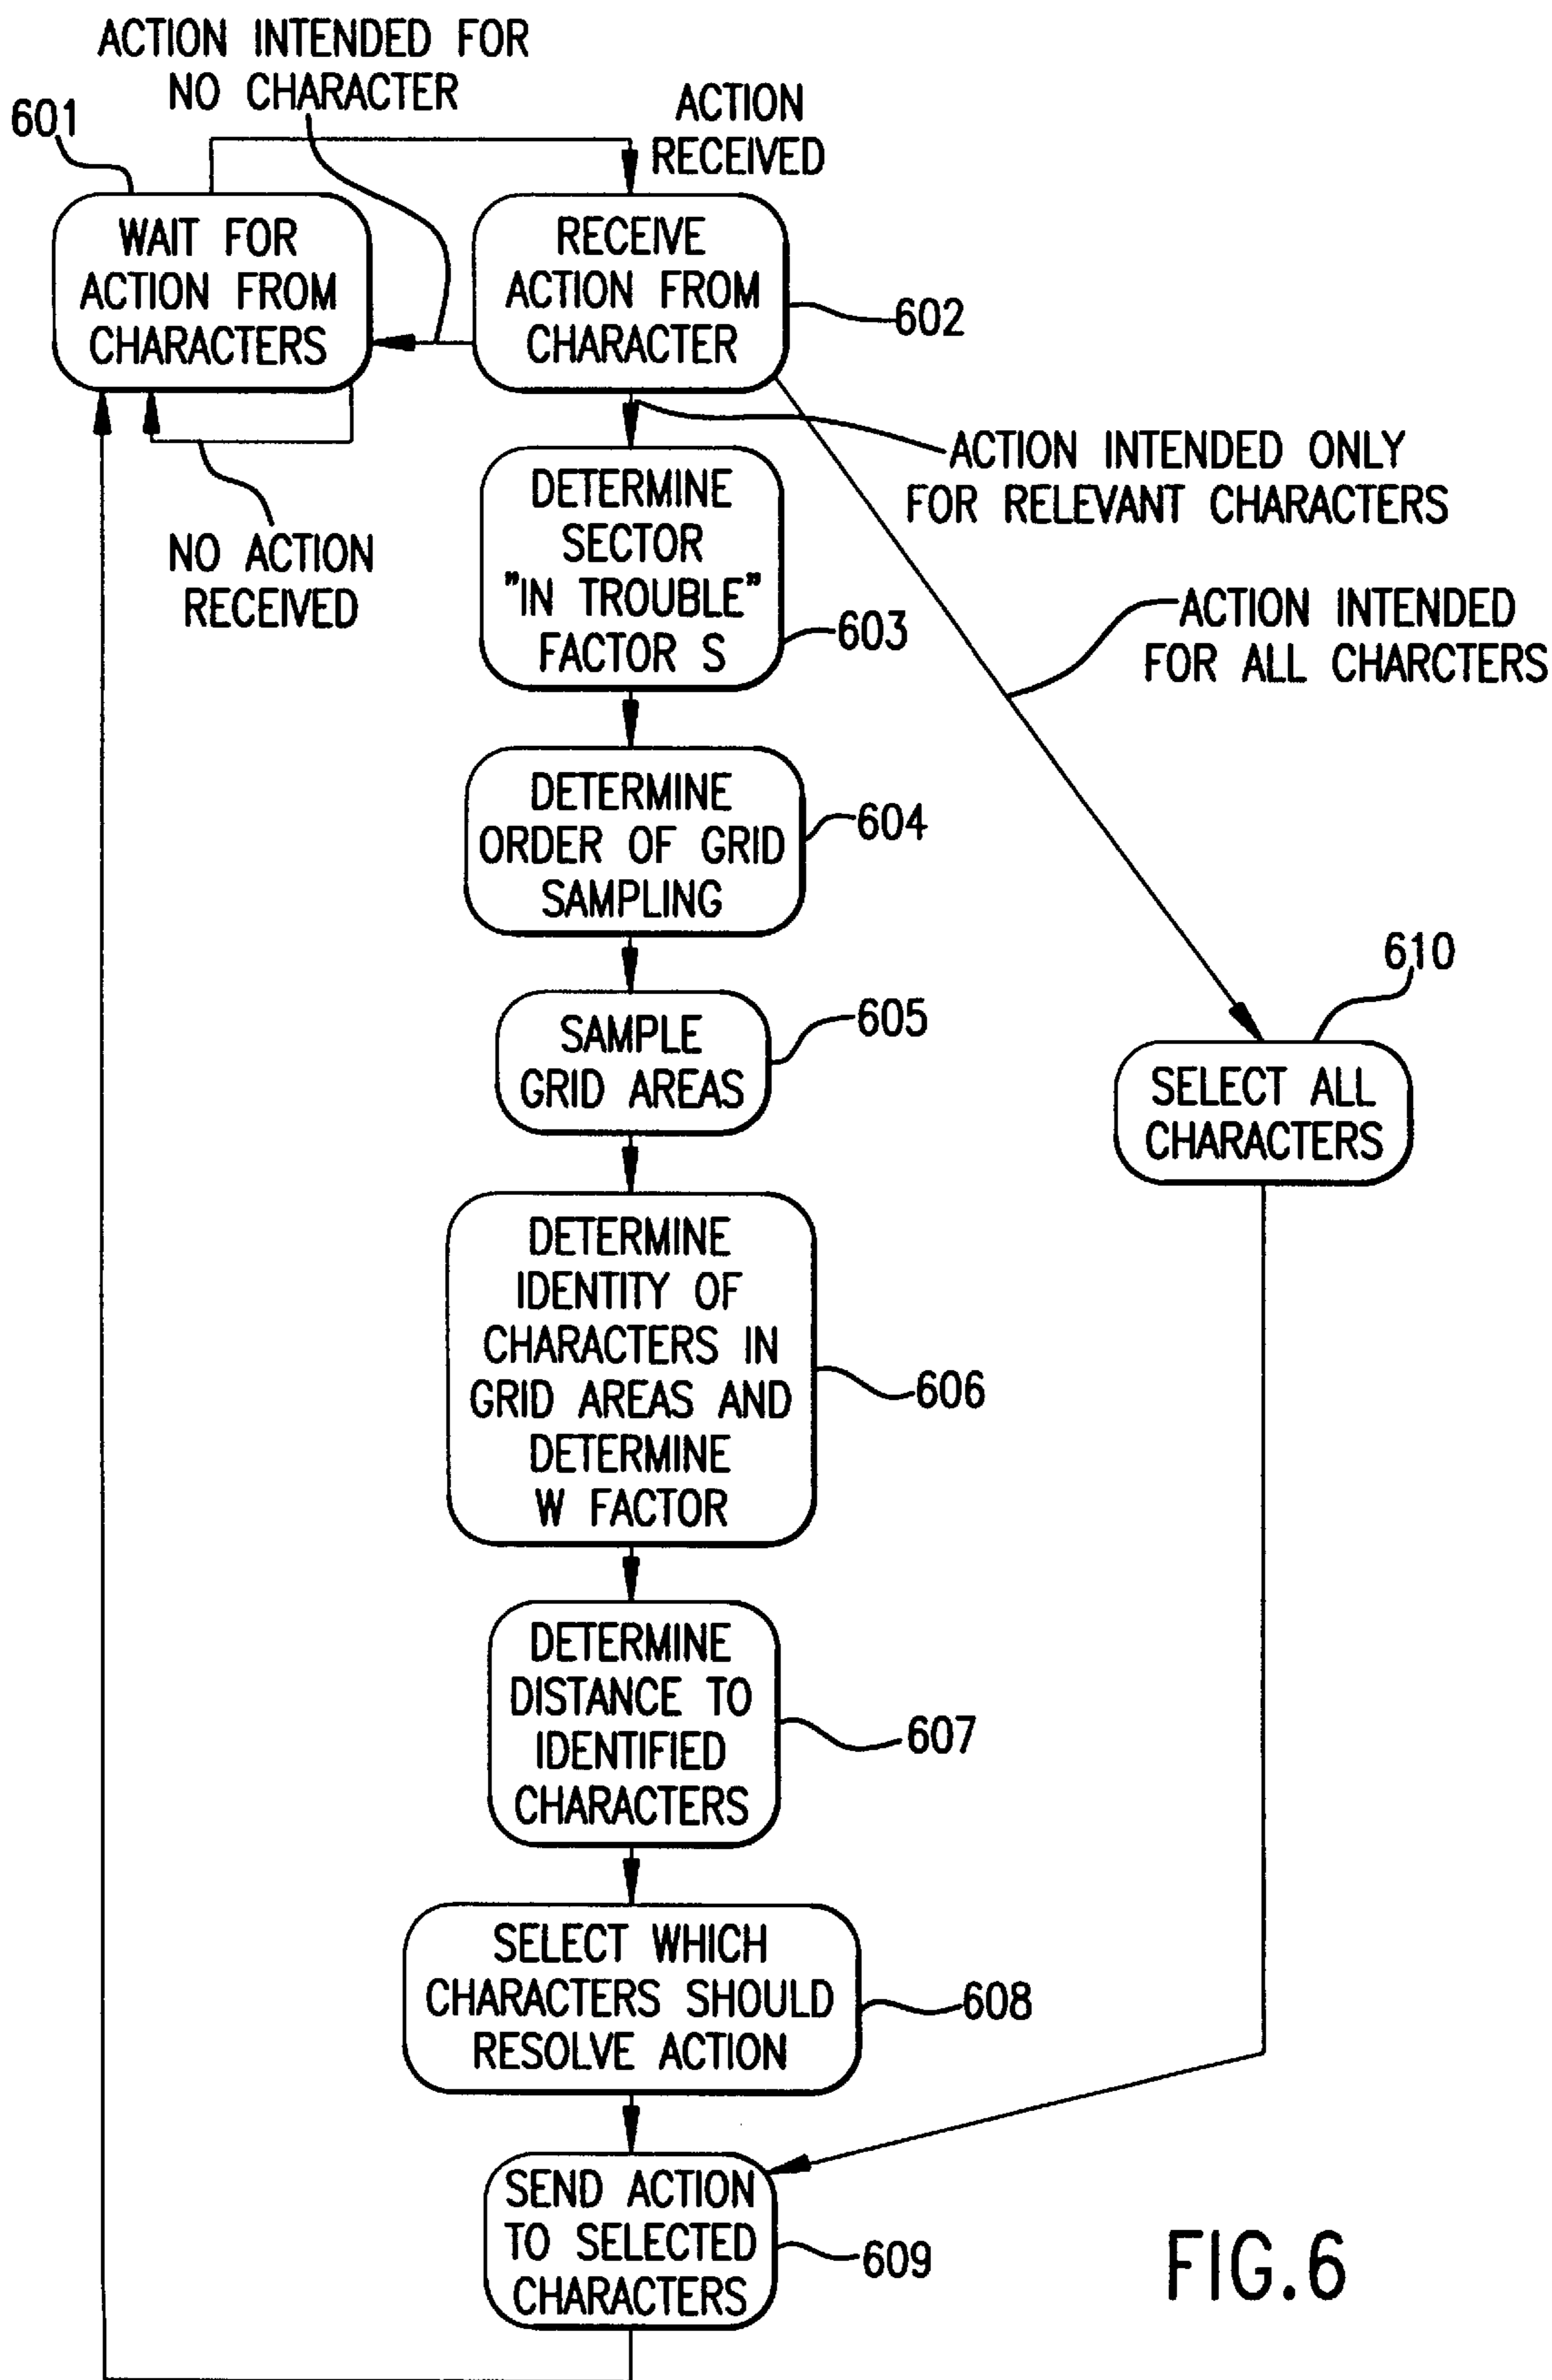 ACTION INTENDED FOR
NO CHARACTER
601
ACTION
RECEIVED
WAIT FOR
ACTION FROM
CHARACTERS
RECEIVE
ACTION FROM
CHARACTER
602
NO ACTION
RECEIVED
ACTION INTENDED ONLY
FOR RELEVANT CHARACTERS
DETERMINE
SECTOR
"IN TROUBLE"
FACTOR S
603
ACTION INTENDED
FOR ALL CHARCTERS
DETERMINE
ORDER OF GRID
SAMPLING
604
SAMPLE
GRID AREAS
605
610
SELECT ALL
CHARACTERS
DETERMINE
IDENTITY OF
CHARACTERS IN
GRID AREAS AND
DETERMINE
W FACTOR
606
DETERMINE
DISTANCE TO
IDENTIFIED
CHARACTERS
607
SELECT WHICH
CHARACTERS SHOULD
RESOLVE ACTION
608
SEND ACTION
TO SELECTED
CHARACTERS
609
FIG.6